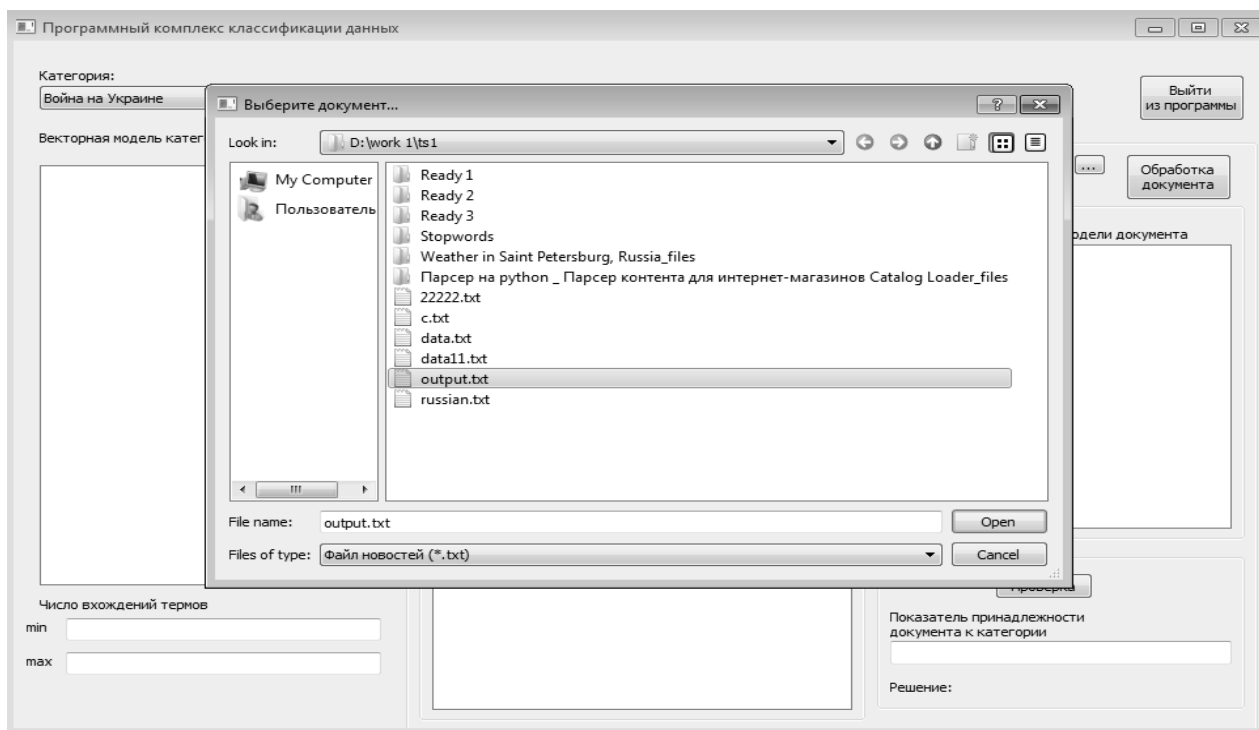 Программный комплекс классификации данных
Категория:
Война на Украине
Выйти
из программы
Выберите документ...
Векторная модель катег
Look in:
D:\work 1\ts1
...
Обработка
документа
My Computer
Пользователь
Ready 1
Ready 2
Ready 3
Stopwords
Weather in Saint Petersburg, Russia_files
Парсер на python _ Парсер контента для интернет-магазинов Catalog Loader_files
22222.txt
c.txt
data.txt
data11.txt
output.txt
russian.txt
одели документа
File name:
output.txt
Open
Files of type:
Файл новостей (*.txt)
Cancel
Проверка
Число вхождений термов
min
max
Показатель принадлежности
документа к категории
Решение: